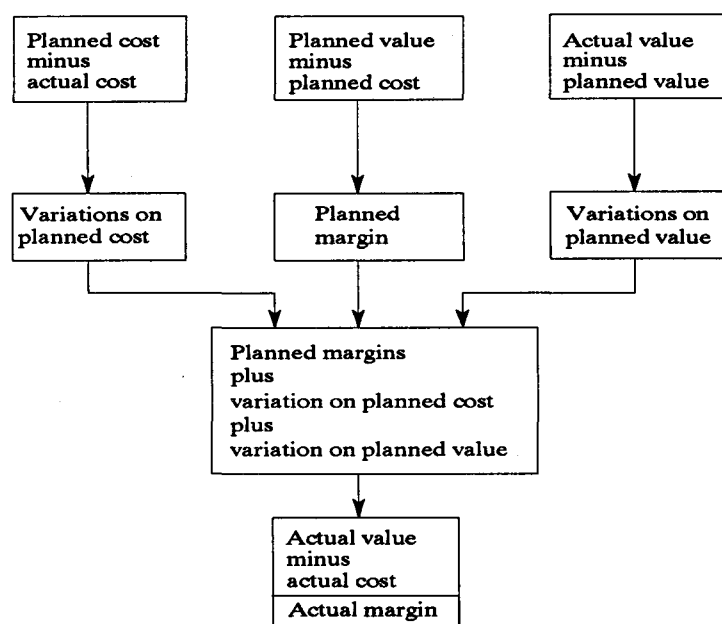 Planned cost
minus
actual cost
Planned value
minus
planned cost
Actual value
minus
planned value
Variations on
planned cost
Planned
margin
Variations on
planned value
Planned margins
plus
variation on planned cost
plus
variation on planned value
Actual value
minus
actual cost
Actual margin